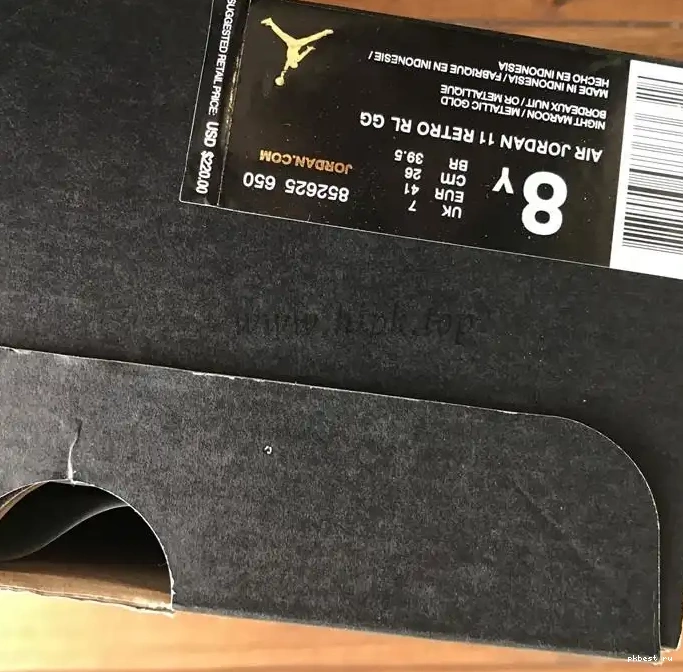 8Y
UK 7
EUR 41
CM 26
BR 39.5
852625 650
JORDAN.COM
AIR JORDAN 11 RETRO RL GG
NIGHT MAROON / METALLIC GOLD
BORDEAUX NUIT / OR METALLIQUE
MADE IN INDONESIA / FABRIQUE EN INDONESIE /
HECHO EN INDONESIA
SUGGESTED RETAIL PRICE: USD $220.00
www.hipk.top
pkbest.ru